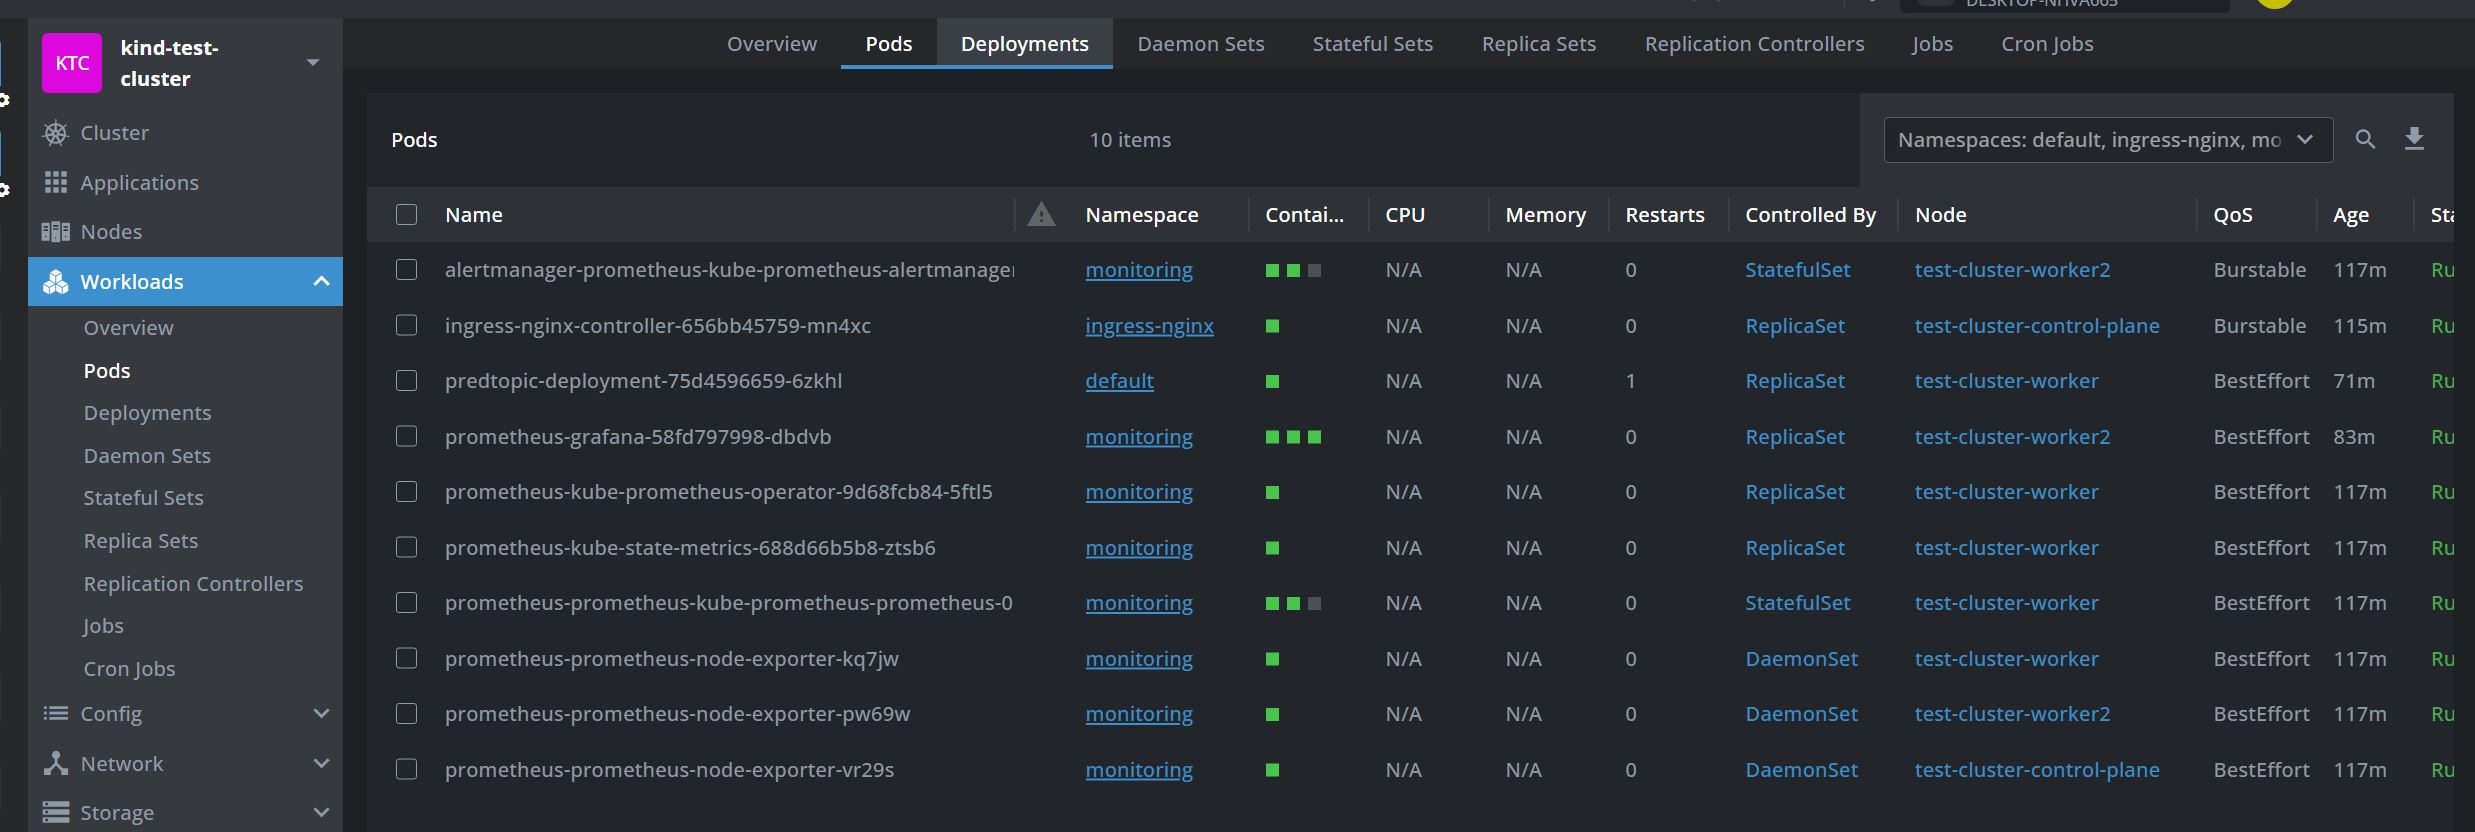 DESKTOP-NHVA665
KTC
kind-test-
cluster
Cluster
Applications
Nodes
Workloads
Overview
Pods
Deployments
Daemon Sets
Stateful Sets
Replica Sets
Replication Controllers
Jobs
Cron Jobs
Config
Network
Storage
Overview Pods Deployments Daemon Sets Stateful Sets Replica Sets Replication Controllers Jobs Cron Jobs
Pods 10 items Namespaces: default, ingress-nginx, mo
Name Namespace Contai... CPU Memory Restarts Controlled By Node QoS Age Sta
alertmanager-prometheus-kube-prometheus-alertmanager monitoring N/A N/A 0 StatefulSet test-cluster-worker2 Burstable 117m Ru
ingress-nginx-controller-656bb45759-mn4xc ingress-nginx N/A N/A 0 ReplicaSet test-cluster-control-plane Burstable 115m Ru
predtopic-deployment-75d4596659-6zkhl default N/A N/A 1 ReplicaSet test-cluster-worker BestEffort 71m Ru
prometheus-grafana-58fd797998-dbdvb monitoring N/A N/A 0 ReplicaSet test-cluster-worker2 BestEffort 83m Ru
prometheus-kube-prometheus-operator-9d68fcb84-5ftl5 monitoring N/A N/A 0 ReplicaSet test-cluster-worker BestEffort 117m Ru
prometheus-kube-state-metrics-688d66b5b8-ztsb6 monitoring N/A N/A 0 ReplicaSet test-cluster-worker BestEffort 117m Ru
prometheus-prometheus-kube-prometheus-prometheus-0 monitoring N/A N/A 0 StatefulSet test-cluster-worker BestEffort 117m Ru
prometheus-prometheus-node-exporter-kq7jw monitoring N/A N/A 0 DaemonSet test-cluster-worker BestEffort 117m Ru
prometheus-prometheus-node-exporter-pw69w monitoring N/A N/A 0 DaemonSet test-cluster-worker2 BestEffort 117m Ru
prometheus-prometheus-node-exporter-vr29s monitoring N/A N/A 0 DaemonSet test-cluster-control-plane BestEffort 117m Ru